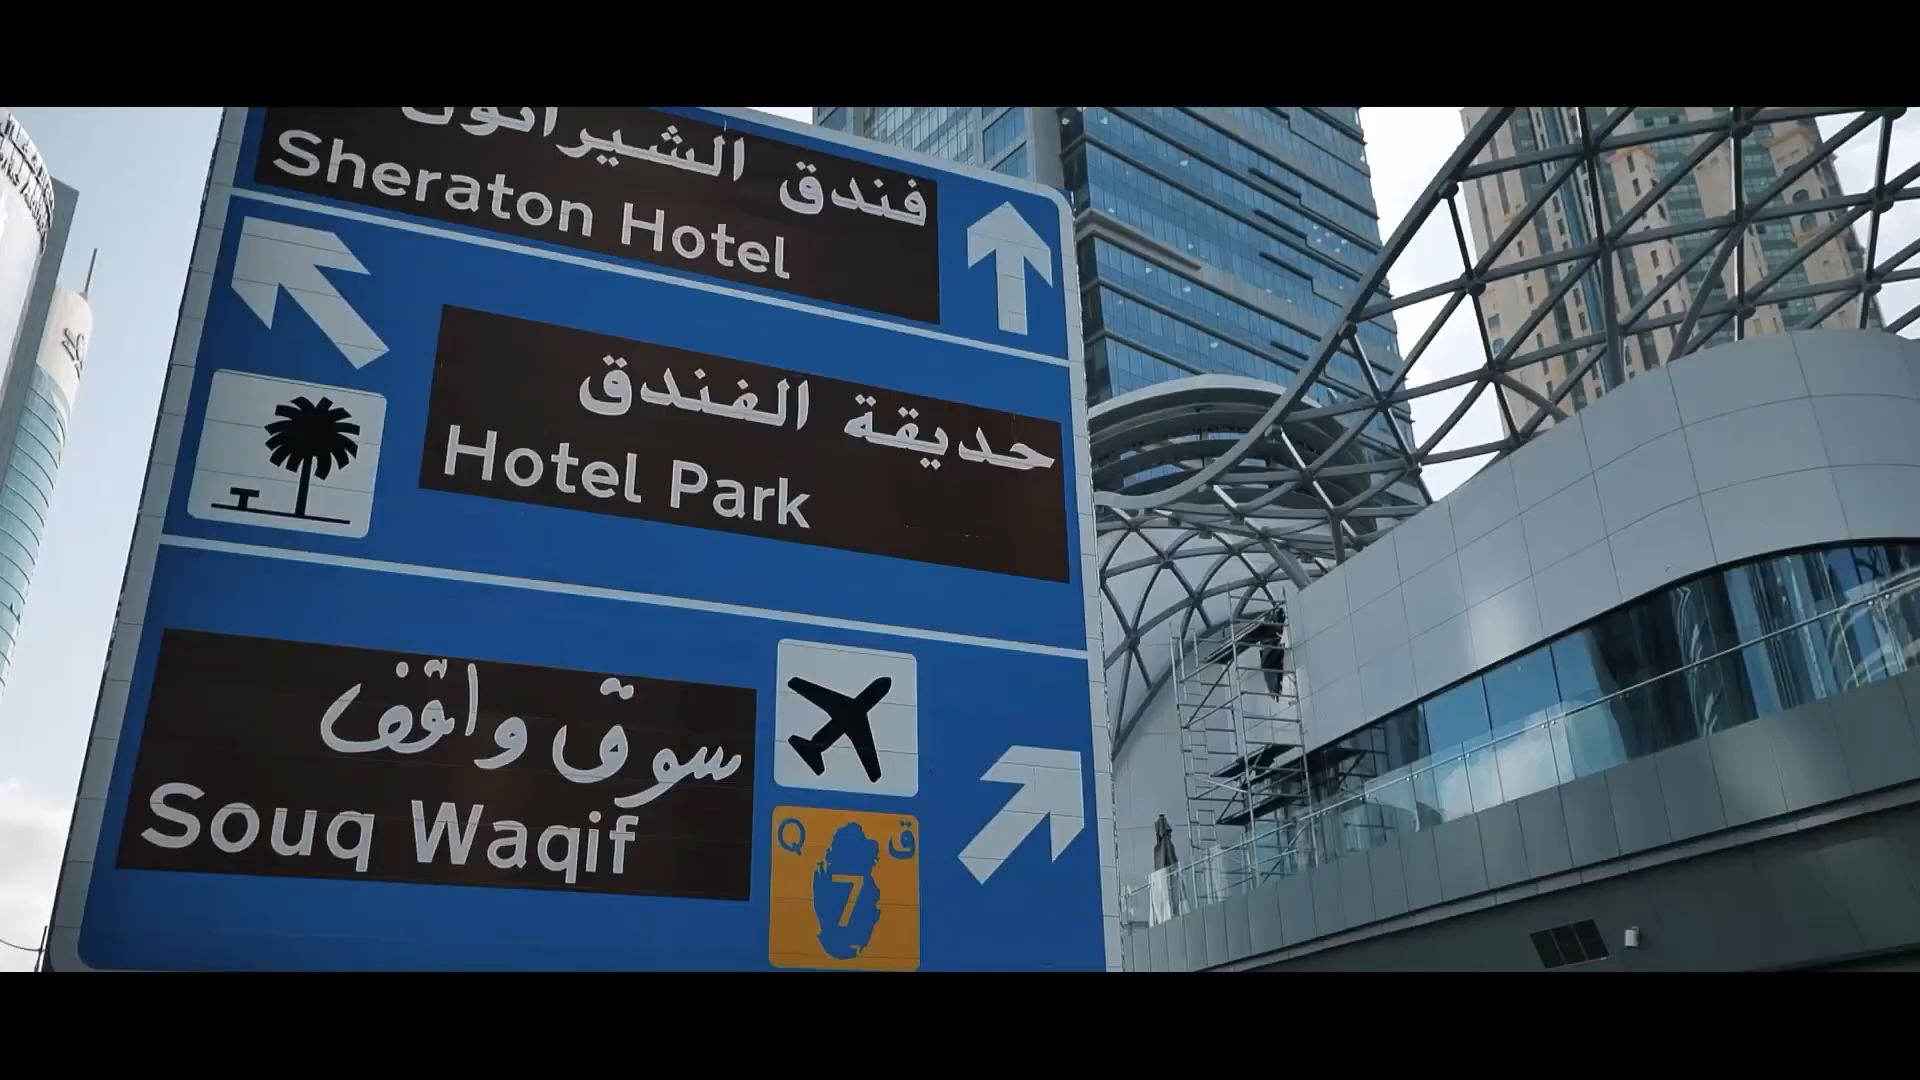 فندق الشيراتون
Sheraton Hotel
حديقة الفندق
Hotel Park
سوق واقف
Souq Waqif
Q ق
7